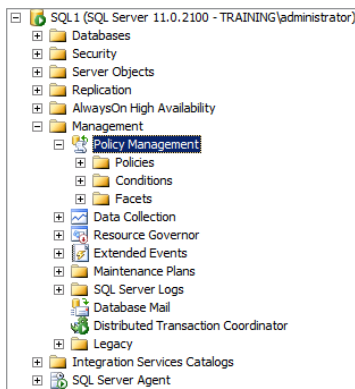 SQL1 (SQL Server 11.0.2100 - TRAINING\administrator)
Databases
Security
Server Objects
Replication
AlwaysOn High Availability
Management
Policy Management
Policies
Conditions
Facets
Data Collection
Resource Governor
Extended Events
Maintenance Plans
SQL Server Logs
Database Mail
Distributed Transaction Coordinator
Legacy
Integration Services Catalogs
SQL Server Agent